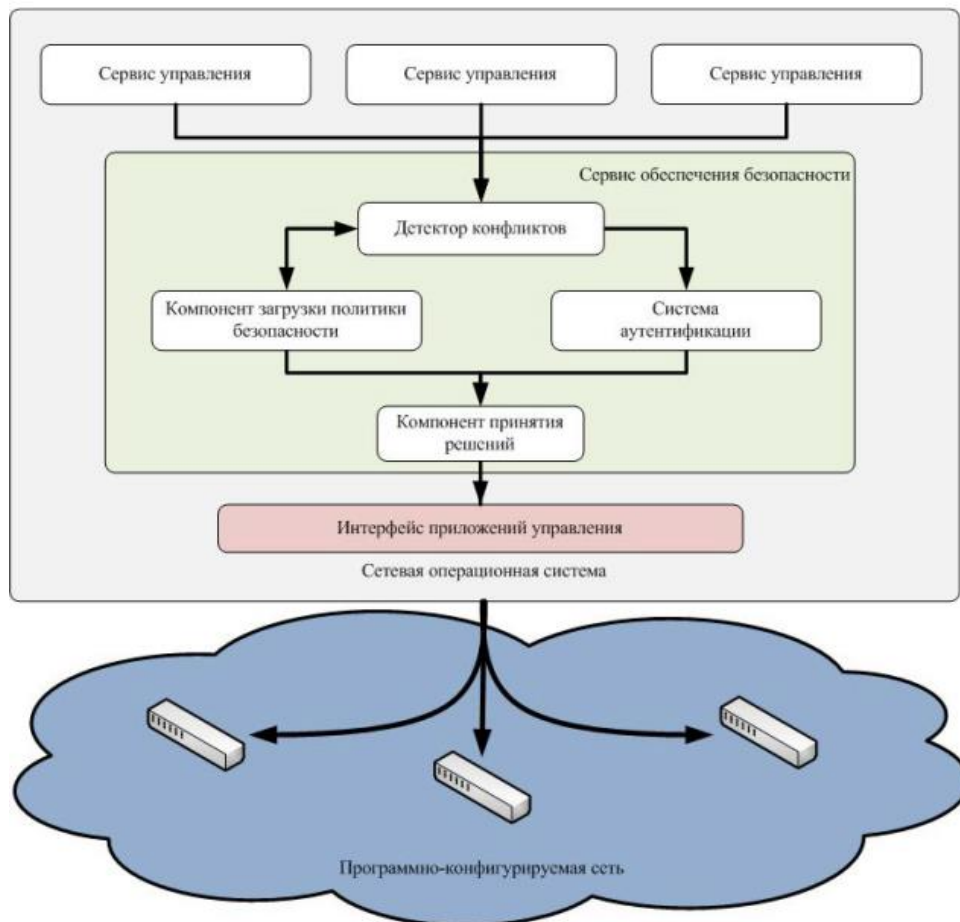 Сервис управления
Сервис управления
Сервис управления
Сервис обеспечения безопасности
Детектор конфликтов
Компонент загрузки политики
безопасности
Система
аутентификации
Компонент принятия
решений
Интерфейс приложений управления
Сетевая операционная система
Программно-конфигурируемая сеть